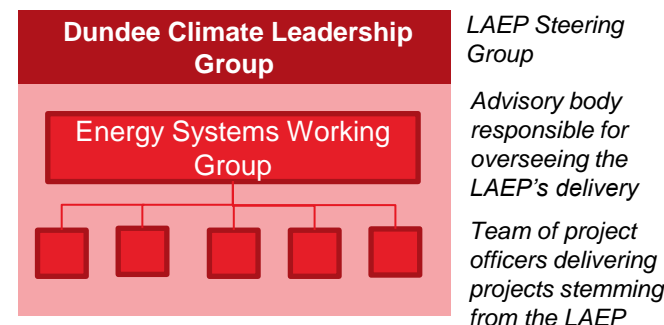 Dundee Climate Leadership
Group
LAEP Steering
Group
Energy Systems Working
Group
Advisory body
responsible for
overseeing the
LAEP's delivery
Team of project
officers delivering
projects stemming
from the LAEP